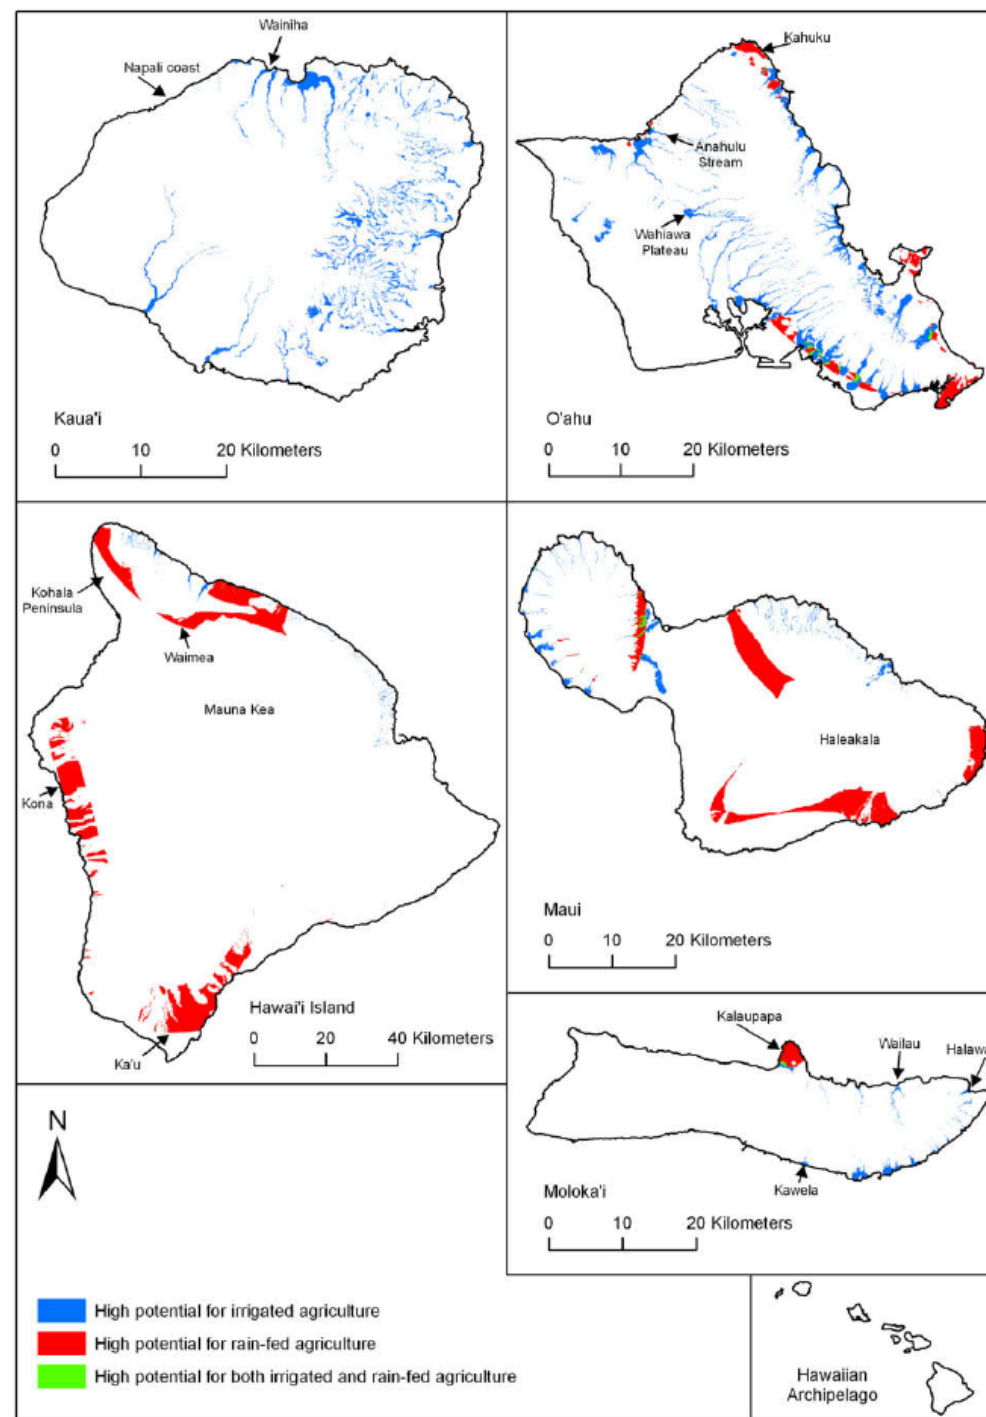 Wainiha
Napali coast
Kaua'i
0 10 20 Kilometers
Kahuku
Anahulu
Stream
Wahiawa
Plateau
O'ahu
0 10 20 Kilometers
Kohala
Peninsula
Waimea
Mauna Kea
Kona
Hawai'i Island
0 20 40 Kilometers
Ka'u
Haleakala
Maui
0 10 20 Kilometers
Kalaupapa
Wailau
Halawa
Kawela
Moloka'i
0 10 20 Kilometers
N
High potential for irrigated agriculture
High potential for rain-fed agriculture
High potential for both irrigated and rain-fed agriculture
Hawaiian
Archipelago